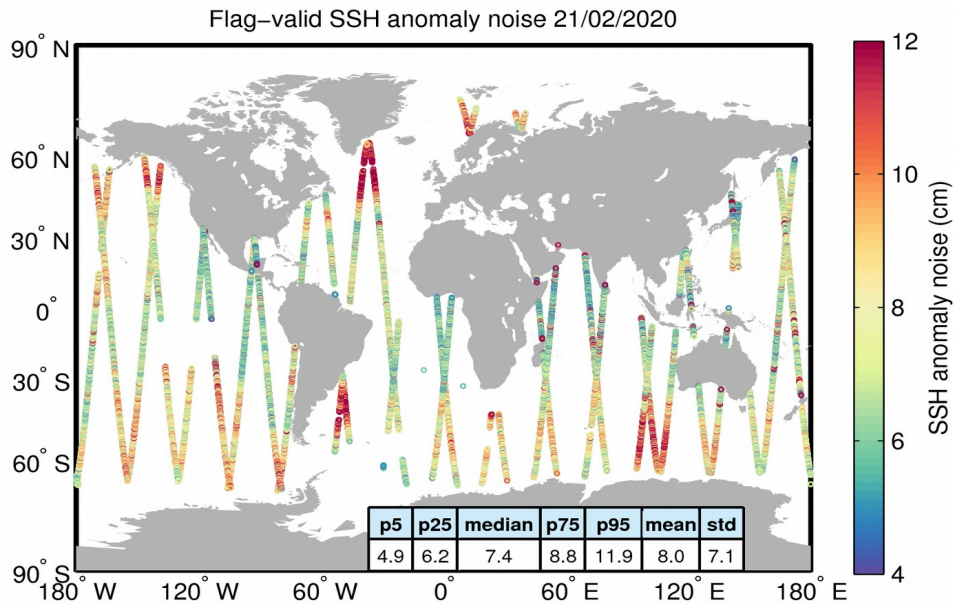 Flag−valid SSH anomaly noise 21/02/2020
90° N
60° N
30° N
0°
30° S
60° S
90° S
180° W
120° W
60° W
0°
60° E
120° E
180° E
p5 p25 median p75 p95 mean std
4.9 6.2 7.4 8.8 11.9 8.0 7.1
12
10
8
6
4
SSH anomaly noise (cm)